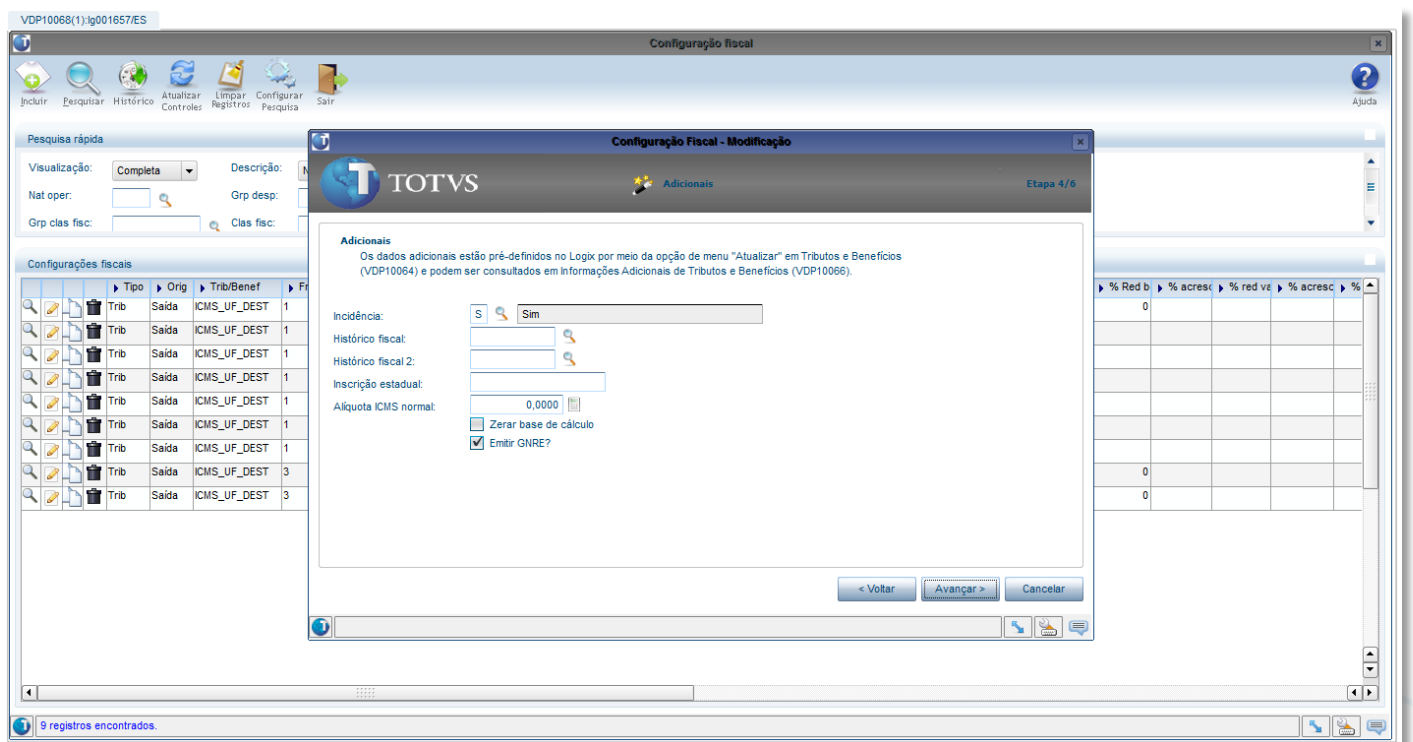 VDP10068(1):lg001657/ES
Configuração fiscal
Incluir Pesquisar Histórico Atualizar Controles Limpar Registros Configurar Pesquisa Sair Ajuda
Pesquisa rápida
Visualização: Completa Descrição: N
Nat oper: Grp desp:
Grp clas fisc: Clas fisc:
Configuração Fiscal - Modificação
TOTVS Adicionais Etapa 4/6
Adicionais
Os dados adicionais estão pré-definidos no Logix por meio da opção de menu "Atualizar" em Tributos e Benefícios
(VDP10064) e podem ser consultados em Informações Adicionais de Tributos e Benefícios (VDP10066).
Incidência: S Sim
Histórico fiscal:
Histórico fiscal 2:
Inscrição estadual:
Alíquota ICMS normal: 0,0000
Zerar base de cálculo
Emitir GNRE?
< Voltar Avançar > Cancelar
Configurações fiscais
Tipo Orig Trib/Benef Fr % Red b % acresc % red va % acresc %
Trib Saída ICMS_UF_DEST 1 0
Trib Saída ICMS_UF_DEST 1
Trib Saída ICMS_UF_DEST 1
Trib Saída ICMS_UF_DEST 1
Trib Saída ICMS_UF_DEST 1
Trib Saída ICMS_UF_DEST 1
Trib Saída ICMS_UF_DEST 1
Trib Saída ICMS_UF_DEST 3 0
Trib Saída ICMS_UF_DEST 3 0
9 registros encontrados.